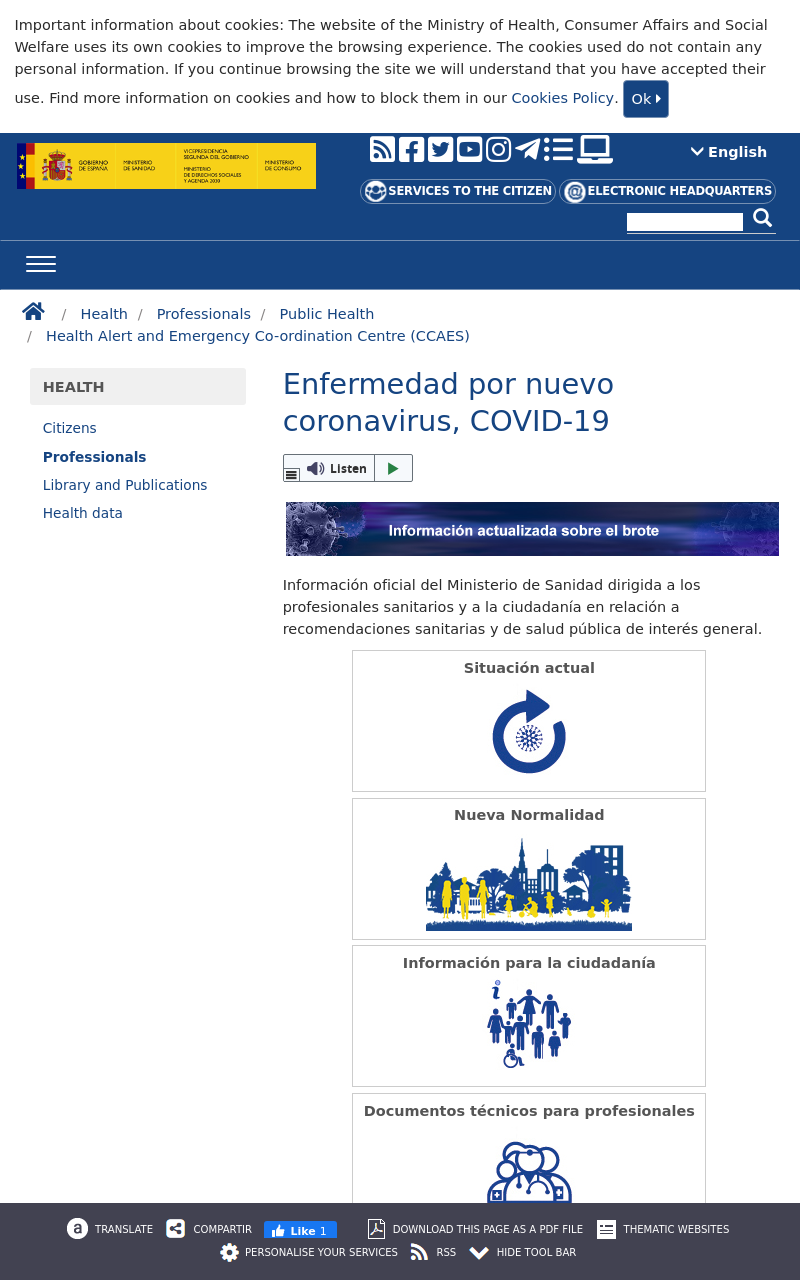 Important information about cookies: The website of the Ministry of Health, Consumer Affairs and Social
Welfare uses its own cookies to improve the browsing experience. The cookies used do not contain any
personal information. If you continue browsing the site we will understand that you have accepted their
use. Find more information on cookies and how to block them in our Cookies Policy. Ok
GOBIERNO DE ESPAÑA
MINISTERIO DE SANIDAD
VICEPRESIDENCIA SEGUNDA DEL GOBIERNO
MINISTERIO DE DERECHOS SOCIALES Y AGENDA 2030
MINISTERIO DE CONSUMO
English
SERVICES TO THE CITIZEN
ELECTRONIC HEADQUARTERS
/ Health / Professionals / Public Health
/ Health Alert and Emergency Co-ordination Centre (CCAES)
HEALTH
Citizens
Professionals
Library and Publications
Health data
Enfermedad por nuevo
coronavirus, COVID-19
Listen
Información actualizada sobre el brote
Información oficial del Ministerio de Sanidad dirigida a los
profesionales sanitarios y a la ciudadanía en relación a
recomendaciones sanitarias y de salud pública de interés general.
Situación actual
Nueva Normalidad
Información para la ciudadanía
Documentos técnicos para profesionales
TRANSLATE COMPARTIR Like 1 DOWNLOAD THIS PAGE AS A PDF FILE THEMATIC WEBSITES
PERSONALISE YOUR SERVICES RSS HIDE TOOL BAR